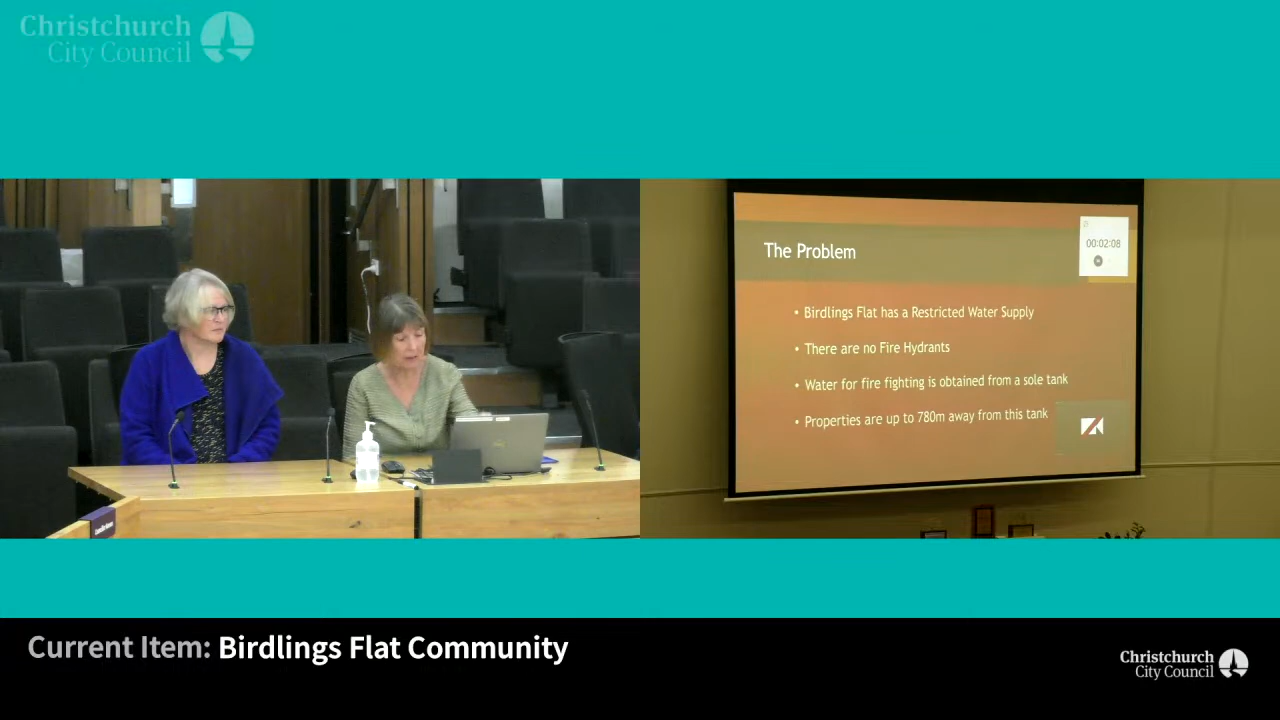 Christchurch
City Council
The Problem
00:02:08
• Birdlings Flat has a Restricted Water Supply
• There are no Fire Hydrants
• Water for fire fighting is obtained from a sole tank
• Properties are up to 780m away from this tank
Current Item: Birdlings Flat Community
Christchurch
City Council